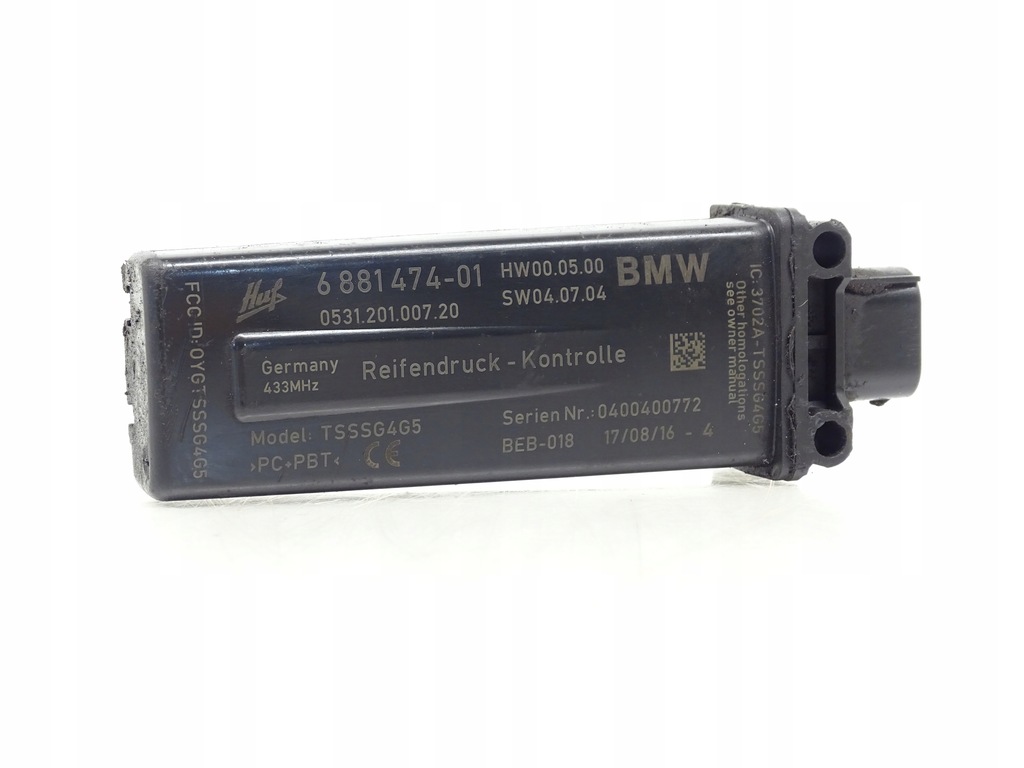 Huf
6 881 474-01
HW00.05.00
BMW
0531.201.007.20
SW04.07.04
Germany
433MHz
Reifendruck - Kontrolle
Model: TSSSG4G5
Serien Nr.: 0400400772
>PC+PBT<
CE
BEB-018
17/08/16 - 4
FCC in: OYGTSSSG4G5
IC: 3702A-TSSSG4G5
Other homologations
see owner manual